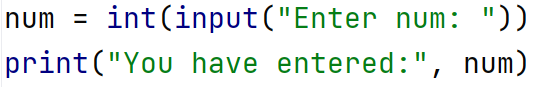 num = int(input("Enter num: "))
print("You have entered:", num)